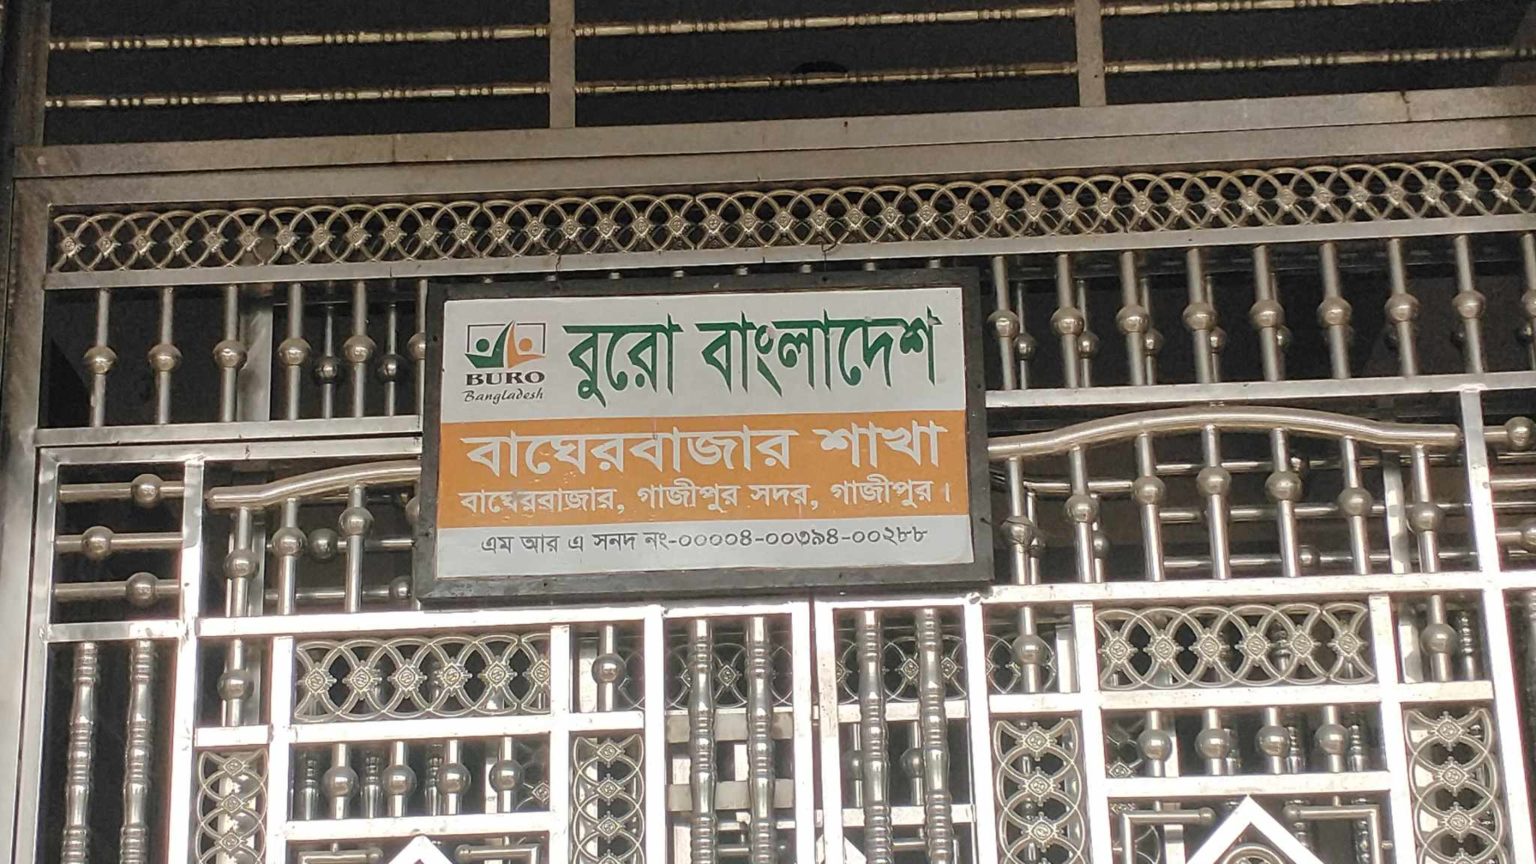 বুরো বাংলাদেশ
BURO
Bangladesh
বাঘেরবাজার শাখা
বাঘেরবাজার, গাজীপুর সদর, গাজীপুর।
এম আর এ সনদ নং-০০০০৪-০০৩৯৪-০০২৮৮